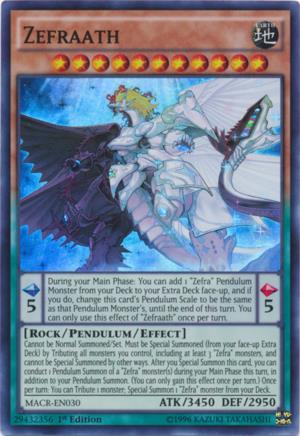 Zefraath
EARTH
地
During your Main Phase: You can add 1 "Zefra" Pendulum
Monster from your Deck to your Extra Deck face-up, and if
you do, change this card's Pendulum Scale to be the same
as that Pendulum Monster's, until the end of this turn. You
can only use this effect of "Zefraath" once per turn.
5
5
[Rock/Pendulum/Effect]
Cannot be Normal Summoned/Set. Must be Special Summoned (from your face-up Extra
Deck) by Tributing all monsters you control, including at least 3 "Zefra" monsters, and
cannot be Special Summoned by other ways. After you Special Summon this card, you can
conduct 1 Pendulum Summon of a "Zefra" monster(s) during your Main Phase this turn, in
addition to your Pendulum Summon. (You can only gain this effect once per turn.) Once
per turn: You can Tribute 1 monster; Special Summon 1 "Zefra" monster from your Deck.
MACR-EN030
ATK/3450 DEF/2950
29432356 1st Edition
©1996 KAZUKI TAKAHASHI